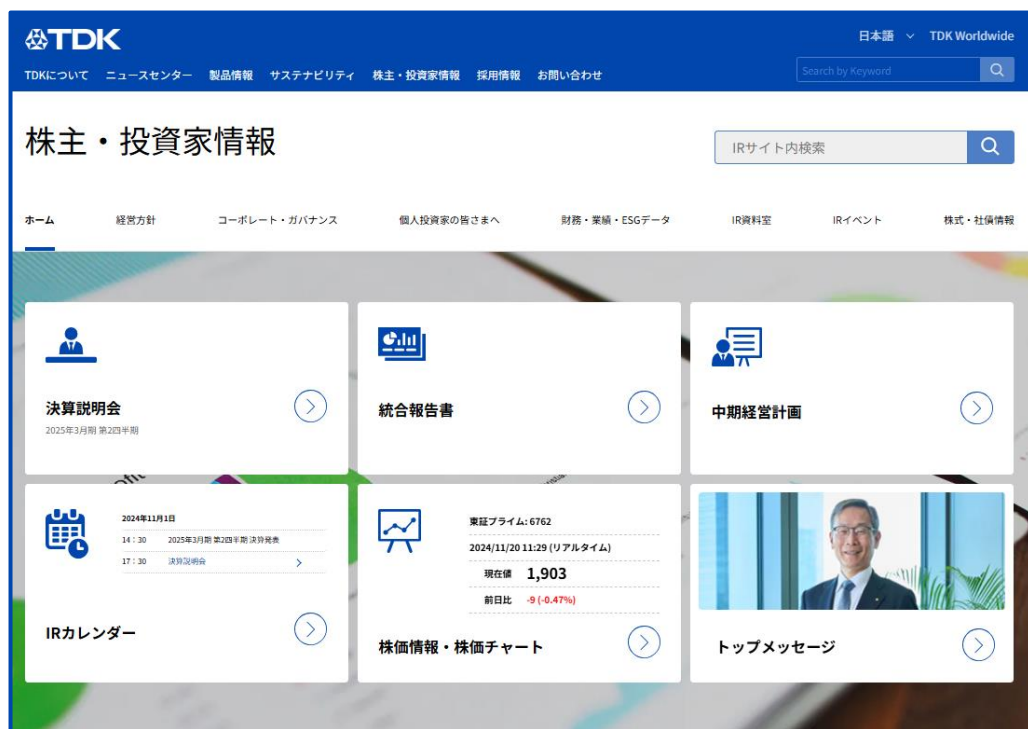 TDK
日本語 TDK Worldwide
TDKについて ニュースセンター 製品情報 サステナビリティ 株主・投資家情報 採用情報 お問い合わせ
Search by Keyword
株主・投資家情報
IRサイト内検索
ホーム 経営方針 コーポレート・ガバナンス 個人投資家の皆さまへ 財務・業績・ESGデータ IR資料室 IRイベント 株式・社債情報
決算説明会
2025年3月期 第2四半期
統合報告書
中期経営計画
2024年11月1日
14:30 2025年3月期 第2四半期 決算発表
17:30 決算説明会
IRカレンダー
東証プライム: 6762
2024/11/20 11:29 (リアルタイム)
現在値 1,903
前日比 -9 (-0.47%)
株価情報・株価チャート
トップメッセージ